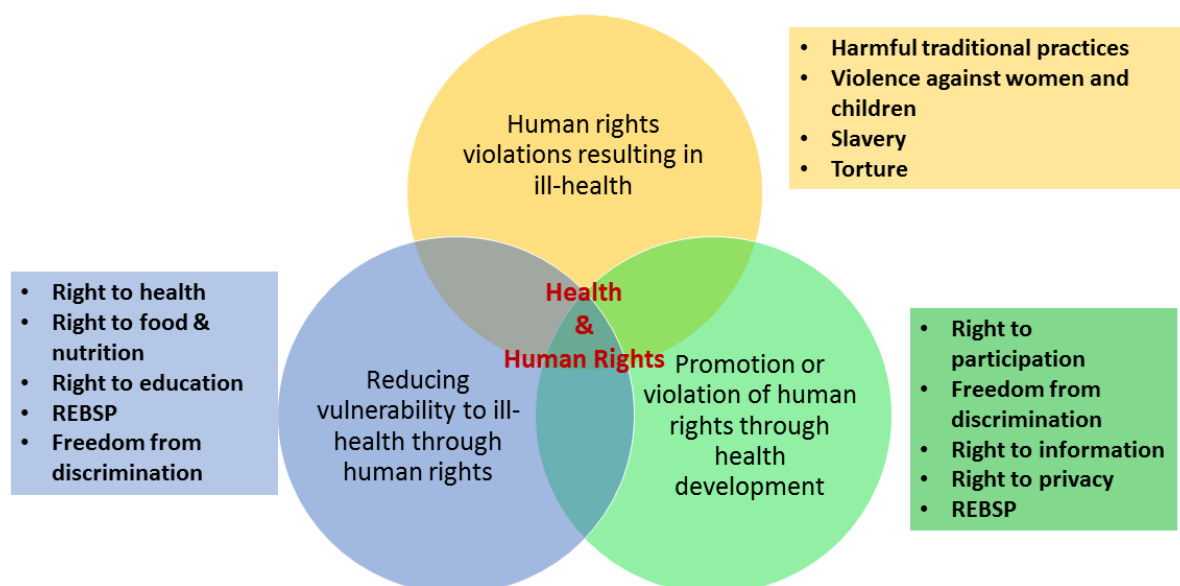 Human rights
violations resulting in
ill-health
• Harmful traditional practices
• Violence against women and
children
• Slavery
• Torture
Health
&
Human Rights
• Right to health
• Right to food &
nutrition
• Right to education
• REBSP
• Freedom from
discrimination
Reducing
vulnerability to ill-
health through
human rights
Promotion or
violation of human
rights through
health
development
• Right to
participation
• Freedom from
discrimination
• Right to information
• Right to privacy
• REBSP